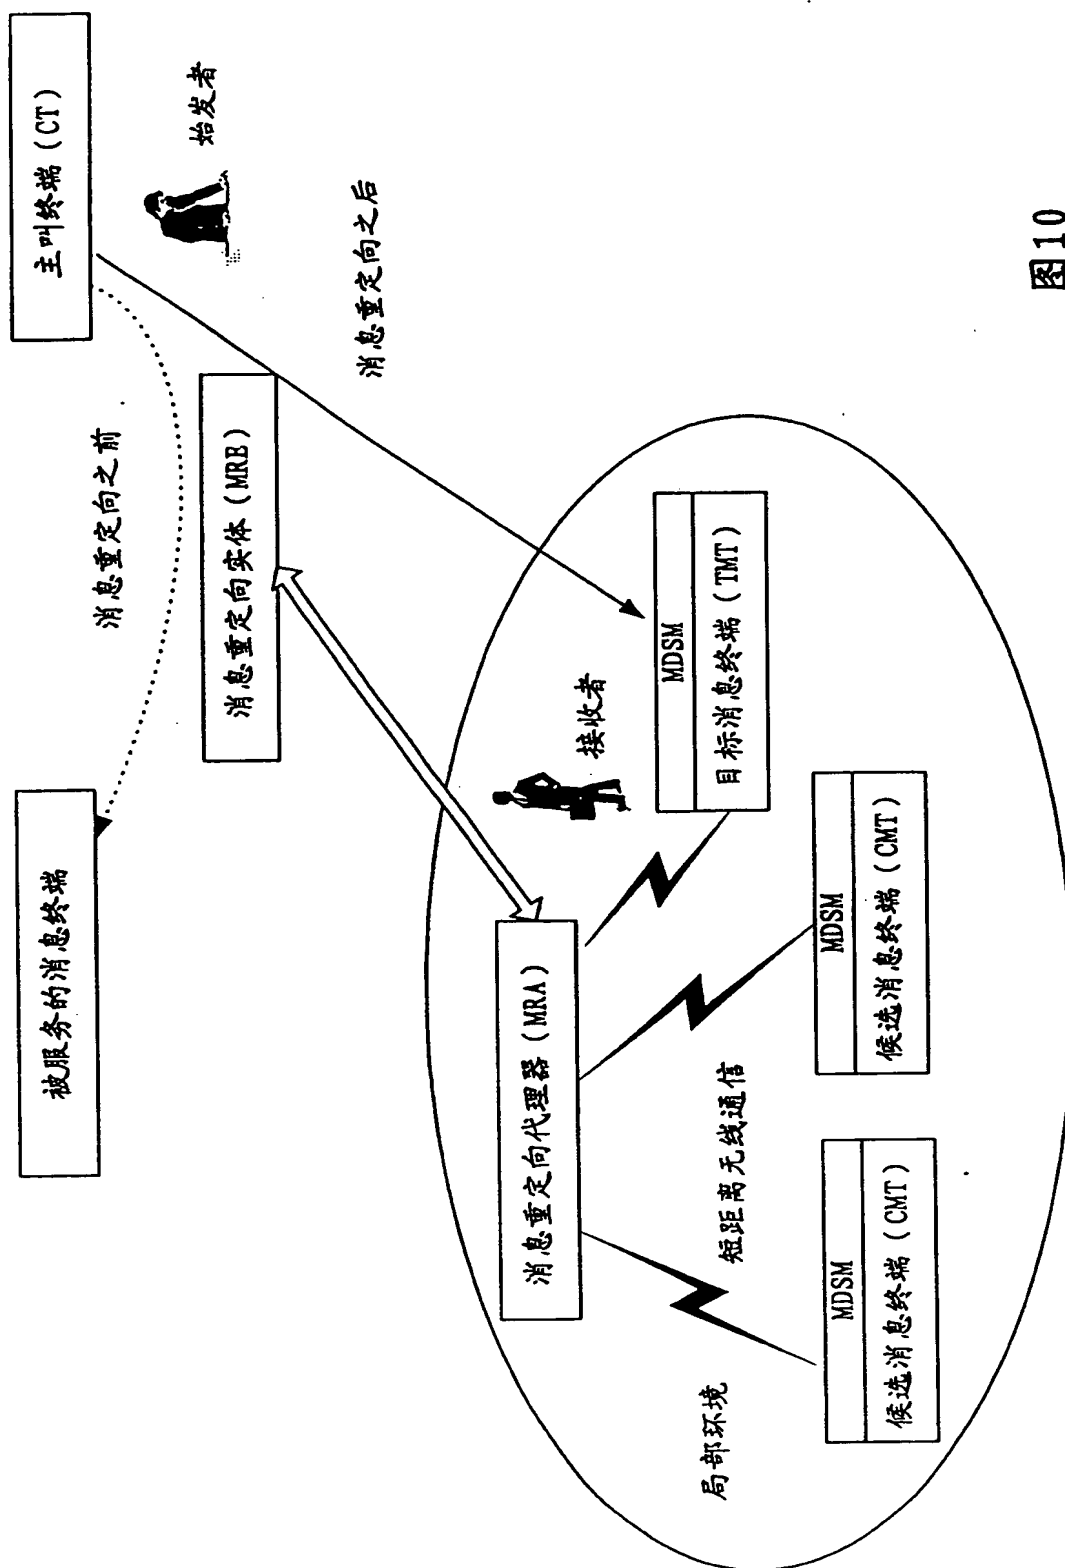 被服务的消息终端
主叫终端(CT)
消息重定向之前
始发者
消息重定向实体(MRB)
消息重定向之后
消息重定向代理器(MRA)
接收者
MDSM
目标消息终端(TMT)
短距离无线通信
局部环境
MDSM
候选消息终端(CMT)
MDSM
候选消息终端(CMT)
图10